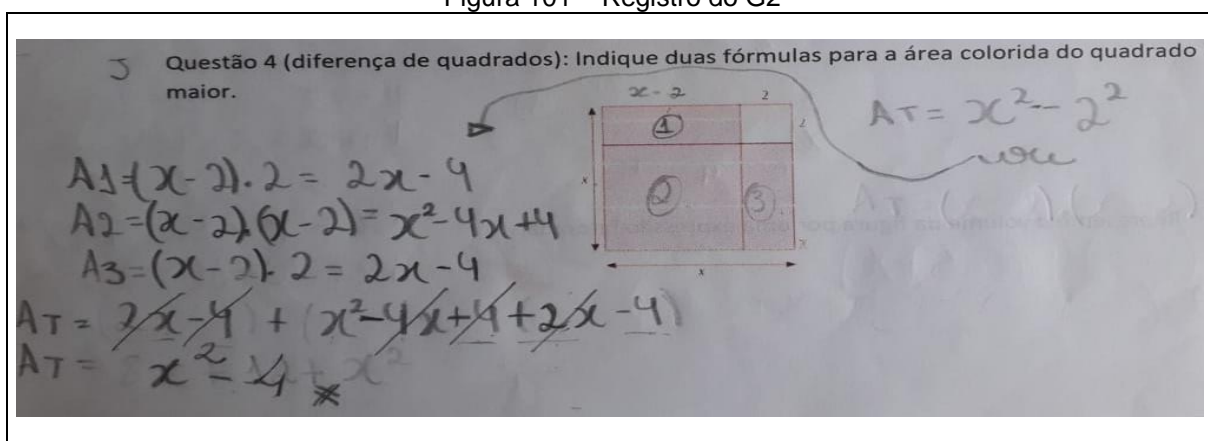 Figura 101 – Registro do G2
J Questão 4 (diferença de quadrados): Indique duas fórmulas para a área colorida do quadrado
maior.
x - 2
2
2
1
2
3
x
x
AT = x² - 2²
ou
A1=(x-2).2 = 2x-4
A2=(x-2).(x-2)= x²-4x+4
A3=(x-2).2 = 2x-4
AT = 2x-4 + (x²-4x+4+2x-4)
AT = x²-4